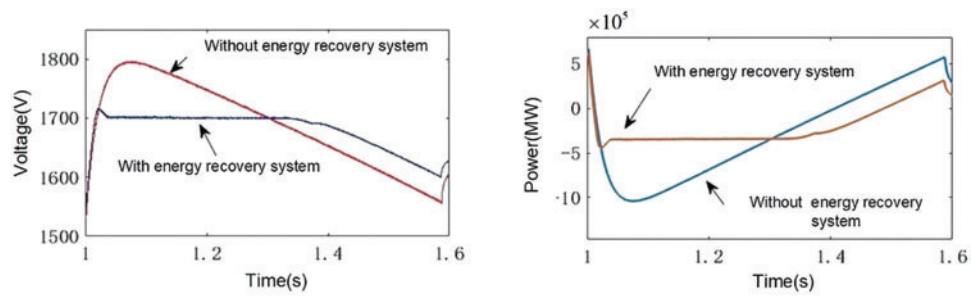 1800
1700
1600
1500
Voltage(V)
Without energy recovery system
With energy recovery system
1
1.2
1.4
1.6
Time(s)
×10⁵
5
0
-5
-10
Power(MW)
With energy recovery system
Without energy recovery
system
1
1.2
1.4
1.6
Time(s)